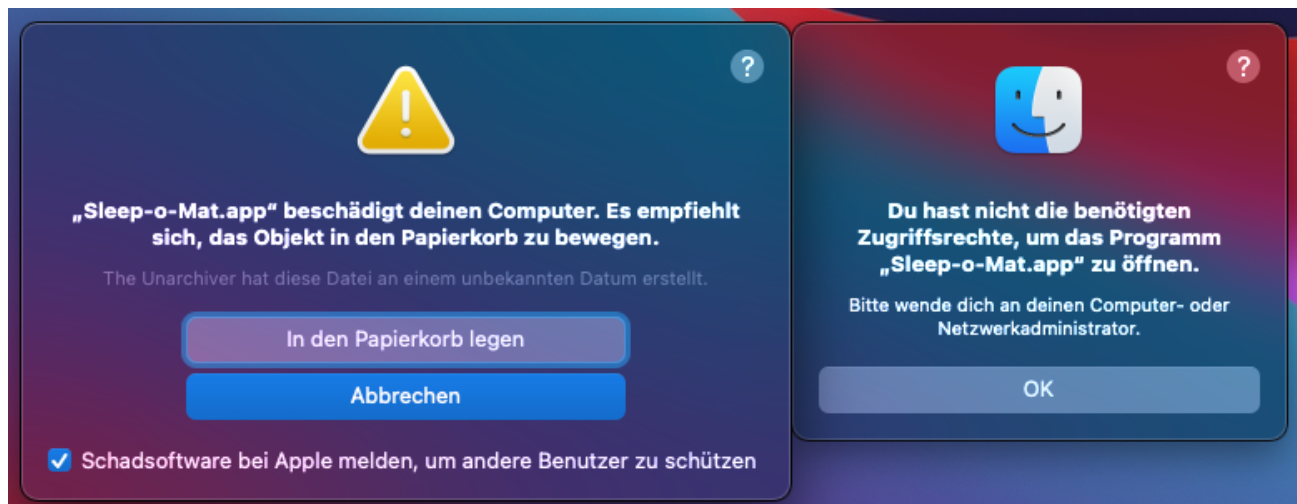 ?
„Sleep-o-Mat.app“ beschädigt deinen Computer. Es empfiehlt
sich, das Objekt in den Papierkorb zu bewegen.
The Unarchiver hat diese Datei an einem unbekannten Datum erstellt.
In den Papierkorb legen
Abbrechen
Schadsoftware bei Apple melden, um andere Benutzer zu schützen
?
Du hast nicht die benötigten
Zugriffsrechte, um das Programm
„Sleep-o-Mat.app“ zu öffnen.
Bitte wende dich an deinen Computer- oder
Netzwerkadministrator.
OK